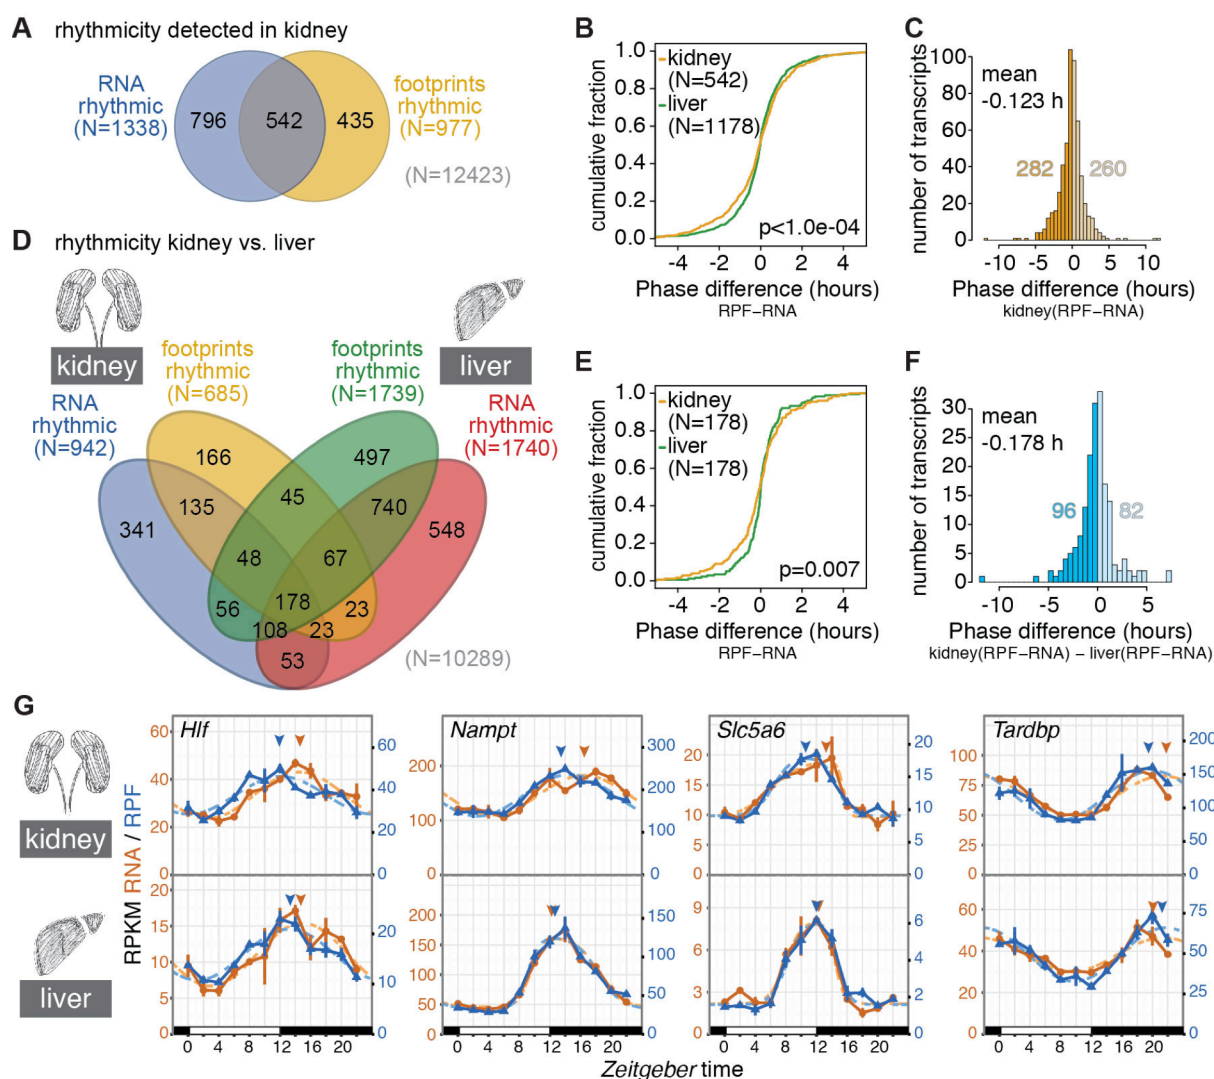 A rhythmicity detected in kidney
RNA
rhythmic
(N=1338)
796
542
435
footprints
rhythmic
(N=977)
(N=12423)
B
cumulative fraction
1.0
0.8
0.6
0.4
0.2
0.0
kidney
(N=542)
liver
(N=1178)
p<1.0e-04
-4 -2 0 2 4
Phase difference (hours)
RPF−RNA
C
number of transcripts
100
80
60
40
20
0
mean
-0.123 h
282 260
-10 -5 0 5 10
Phase difference (hours)
kidney(RPF−RNA)
D rhythmicity kidney vs. liver
kidney
liver
footprints
rhythmic
(N=685)
footprints
rhythmic
(N=1739)
RNA
rhythmic
(N=942)
RNA
rhythmic
(N=1740)
166
497
135
45
740
341
548
48
67
56
178
23
108
23
53
(N=10289)
E
cumulative fraction
1.0
0.8
0.6
0.4
0.2
0.0
kidney
(N=178)
liver
(N=178)
p=0.007
-4 -2 0 2 4
Phase difference (hours)
RPF−RNA
F
number of transcripts
30
25
20
15
10
5
0
mean
-0.178 h
96 82
-10 -5 0 5
Phase difference (hours)
kidney(RPF−RNA) − liver(RPF−RNA)
G
kidney
liver
RPKM RNA / RPF
Hlf
60
40
20
0
60
40
20
0
Nampt
200
100
0
300
200
100
0
Slc5a6
20
15
10
5
0
20
15
10
5
0
Tardbp
100
75
50
25
0
200
150
100
50
0
20
15
10
5
0
20
10
0
200
150
100
50
0
150
100
50
0
9
6
3
0
6
4
2
0
60
40
20
0
75
50
25
0
0 4 8 12 16 20
0 4 8 12 16 20
0 4 8 12 16 20
0 4 8 12 16 20
Zeitgeber time